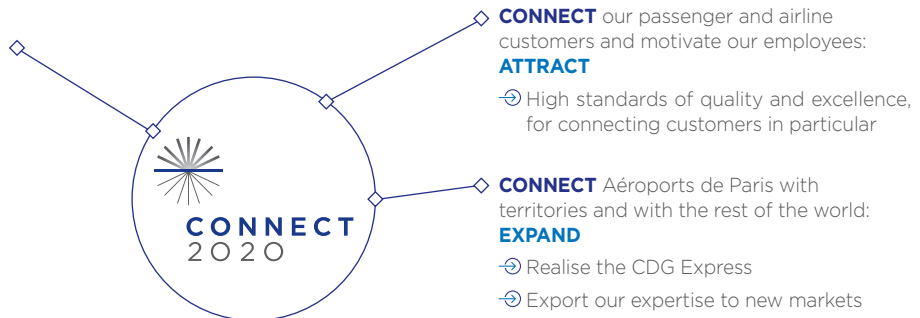 CONNECT our passenger and airline
customers and motivate our employees:
ATTRACT
High standards of quality and excellence,
for connecting customers in particular
CONNECT Aéroports de Paris with
territories and with the rest of the world:
EXPAND
Realise the CDG Express
Export our expertise to new markets
CONNECT
2020